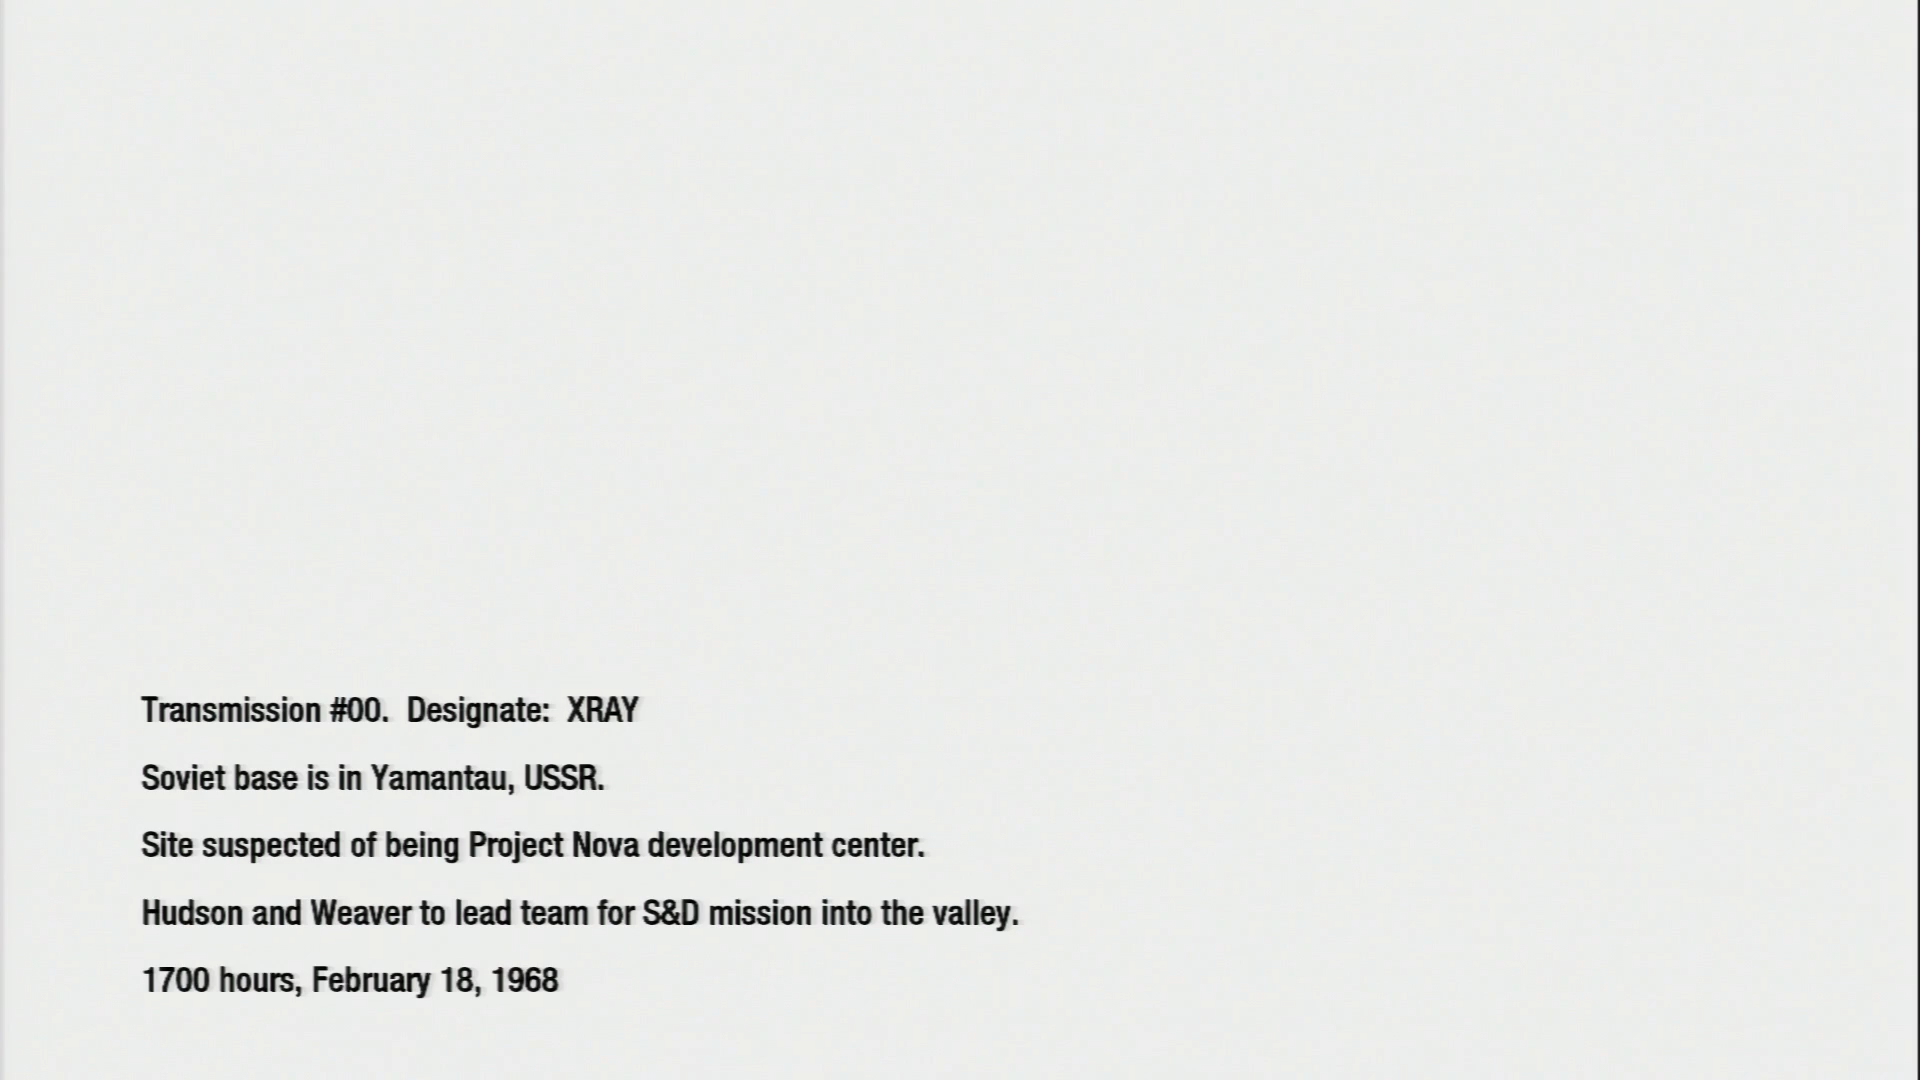 Transmission #00.  Designate:  XRAY
Soviet base is in Yamantau, USSR.
Site suspected of being Project Nova development center.
Hudson and Weaver to lead team for S&D mission into the valley.
1700 hours, February 18, 1968